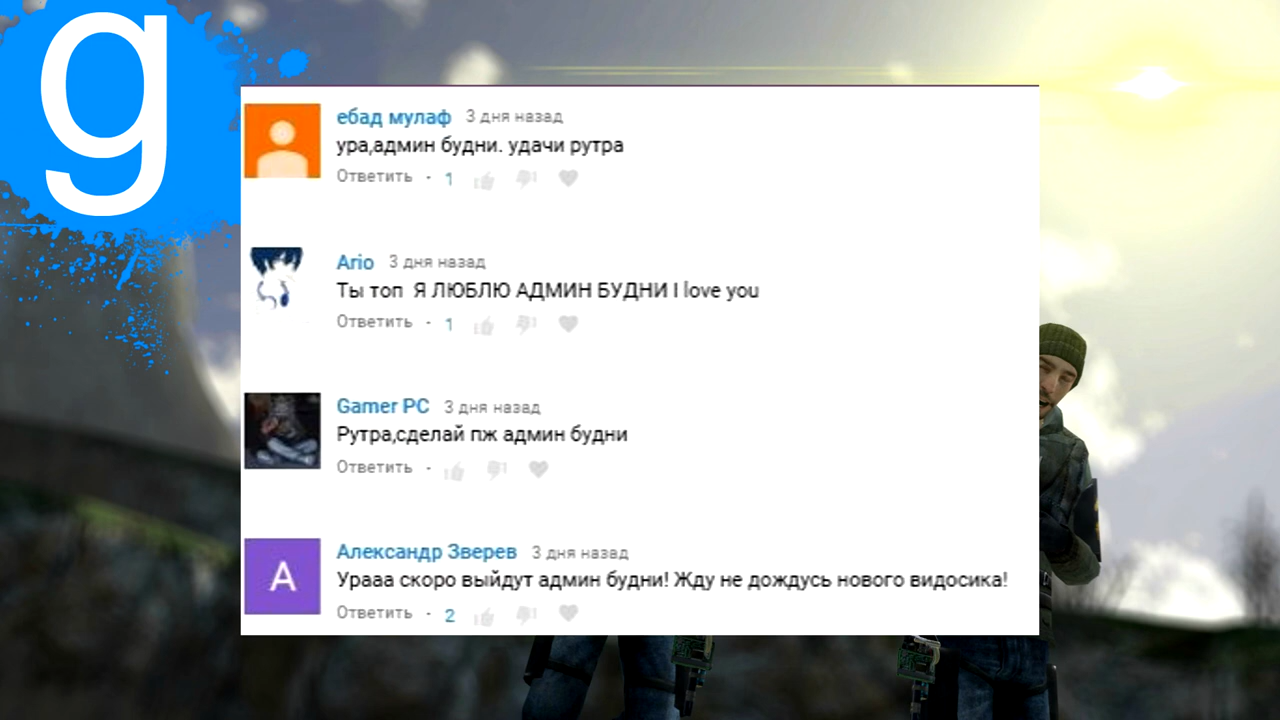 g
ебад мулаф 3 дня назад
ура,админ будни. удачи рутра
Ответить · 1
Ario 3 дня назад
Ты топ Я ЛЮБЛЮ АДМИН БУДНИ I love you
Ответить · 1
Gamer PC 3 дня назад
Рутра,сделай пж админ будни
Ответить ·
А Александр Зверев 3 дня назад
Урааа скоро выйдут админ будни! Жду не дождусь нового видосика!
Ответить · 2